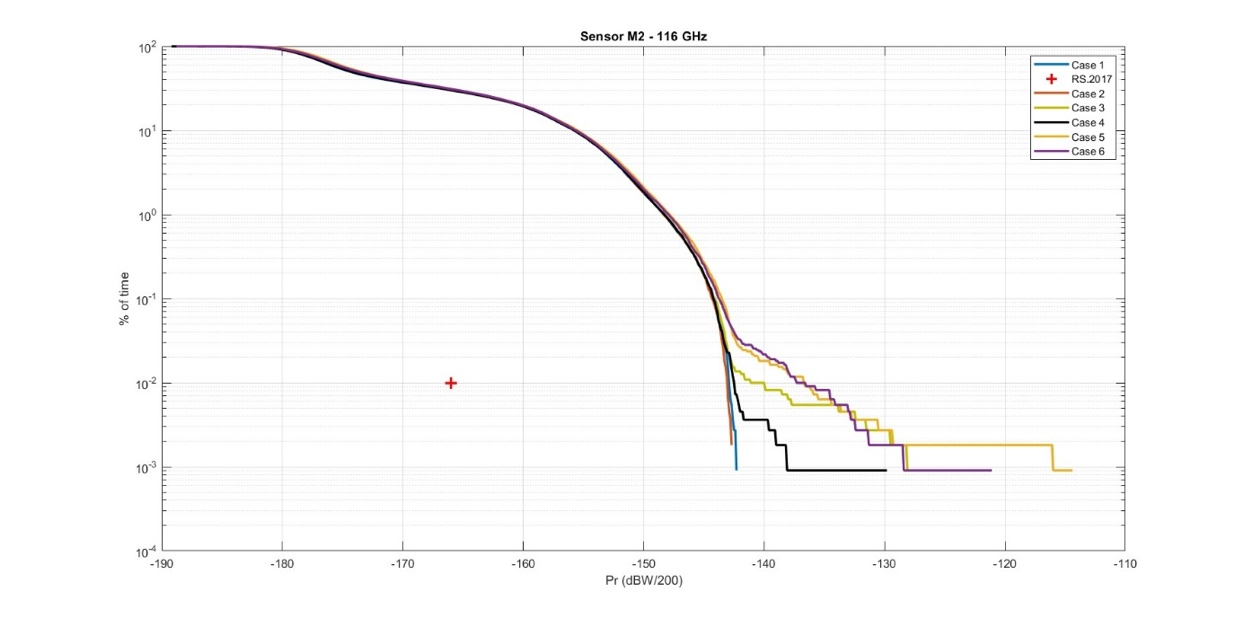 Sensor M2 - 116 GHz
Case 1
RS.2017
Case 2
Case 3
Case 4
Case 5
Case 6
% of time
10^2
10^1
10^0
10^-1
10^-2
10^-3
10^-4
-190 -180 -170 -160 -150 -140 -130 -120 -110
Pr (dBW/200)